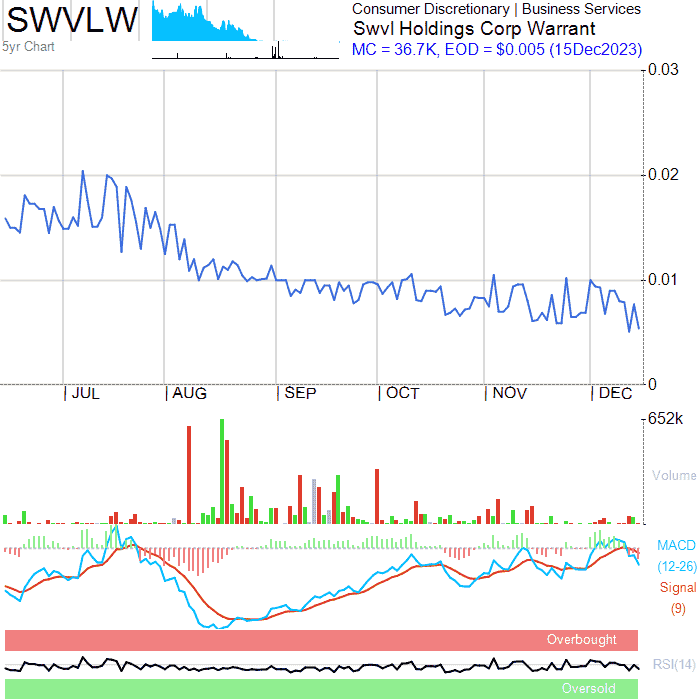 SWVLW
5yr Chart
Consumer Discretionary | Business Services
Swvl Holdings Corp Warrant
MC = 36.7K, EOD = $0.005 (15Dec2023)
0.03
0.02
0.01
0
JUL AUG SEP OCT NOV DEC
652k
Volume
MACD
(12-26)
Signal
(9)
Overbought
RSI(14)
Oversold